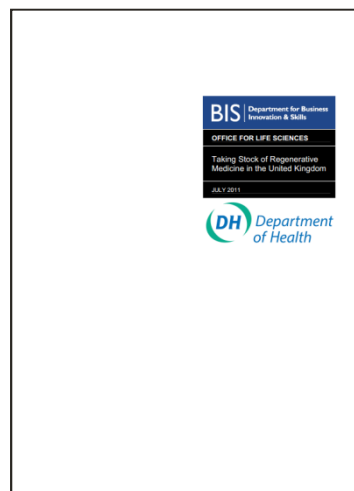 BIS Department for Business
Innovation & Skills
OFFICE FOR LIFE SCIENCES
Taking Stock of Regenerative
Medicine in the United Kingdom
JULY 2011
DH Department
of Health